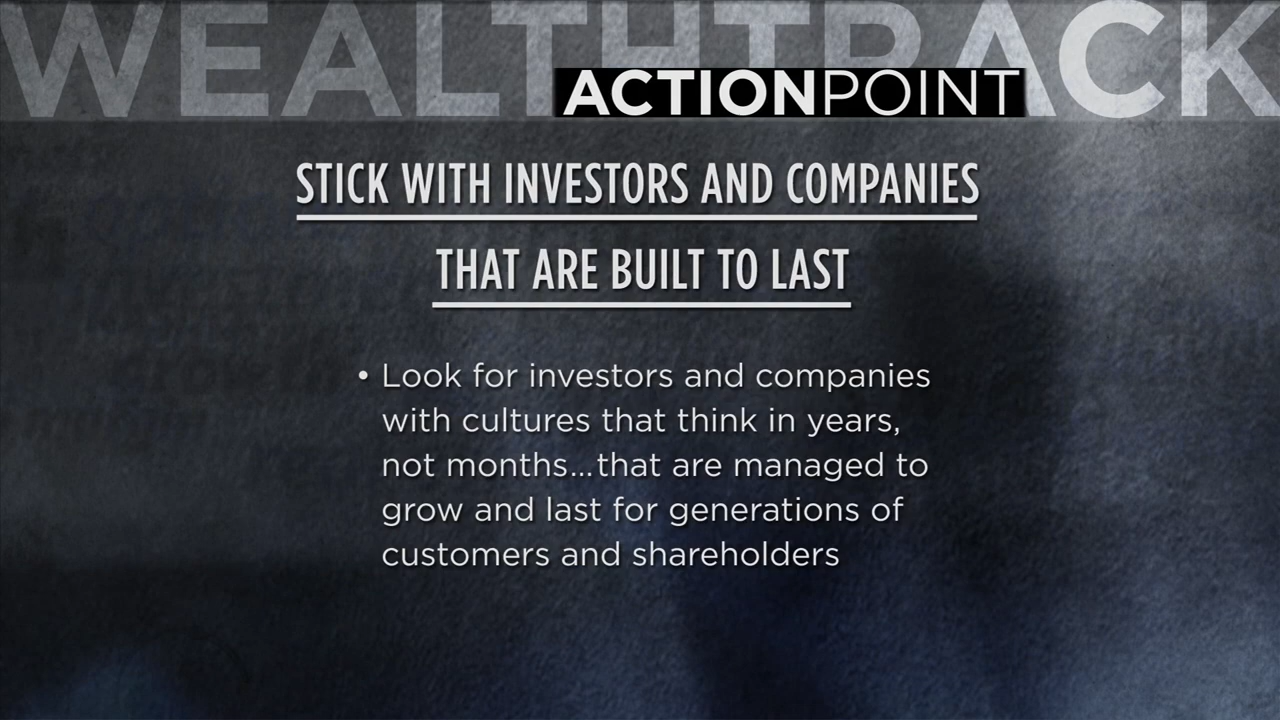 WEALTHTRACK
ACTIONPOINT
STICK WITH INVESTORS AND COMPANIES
THAT ARE BUILT TO LAST
• Look for investors and companies
with cultures that think in years,
not months...that are managed to
grow and last for generations of
customers and shareholders